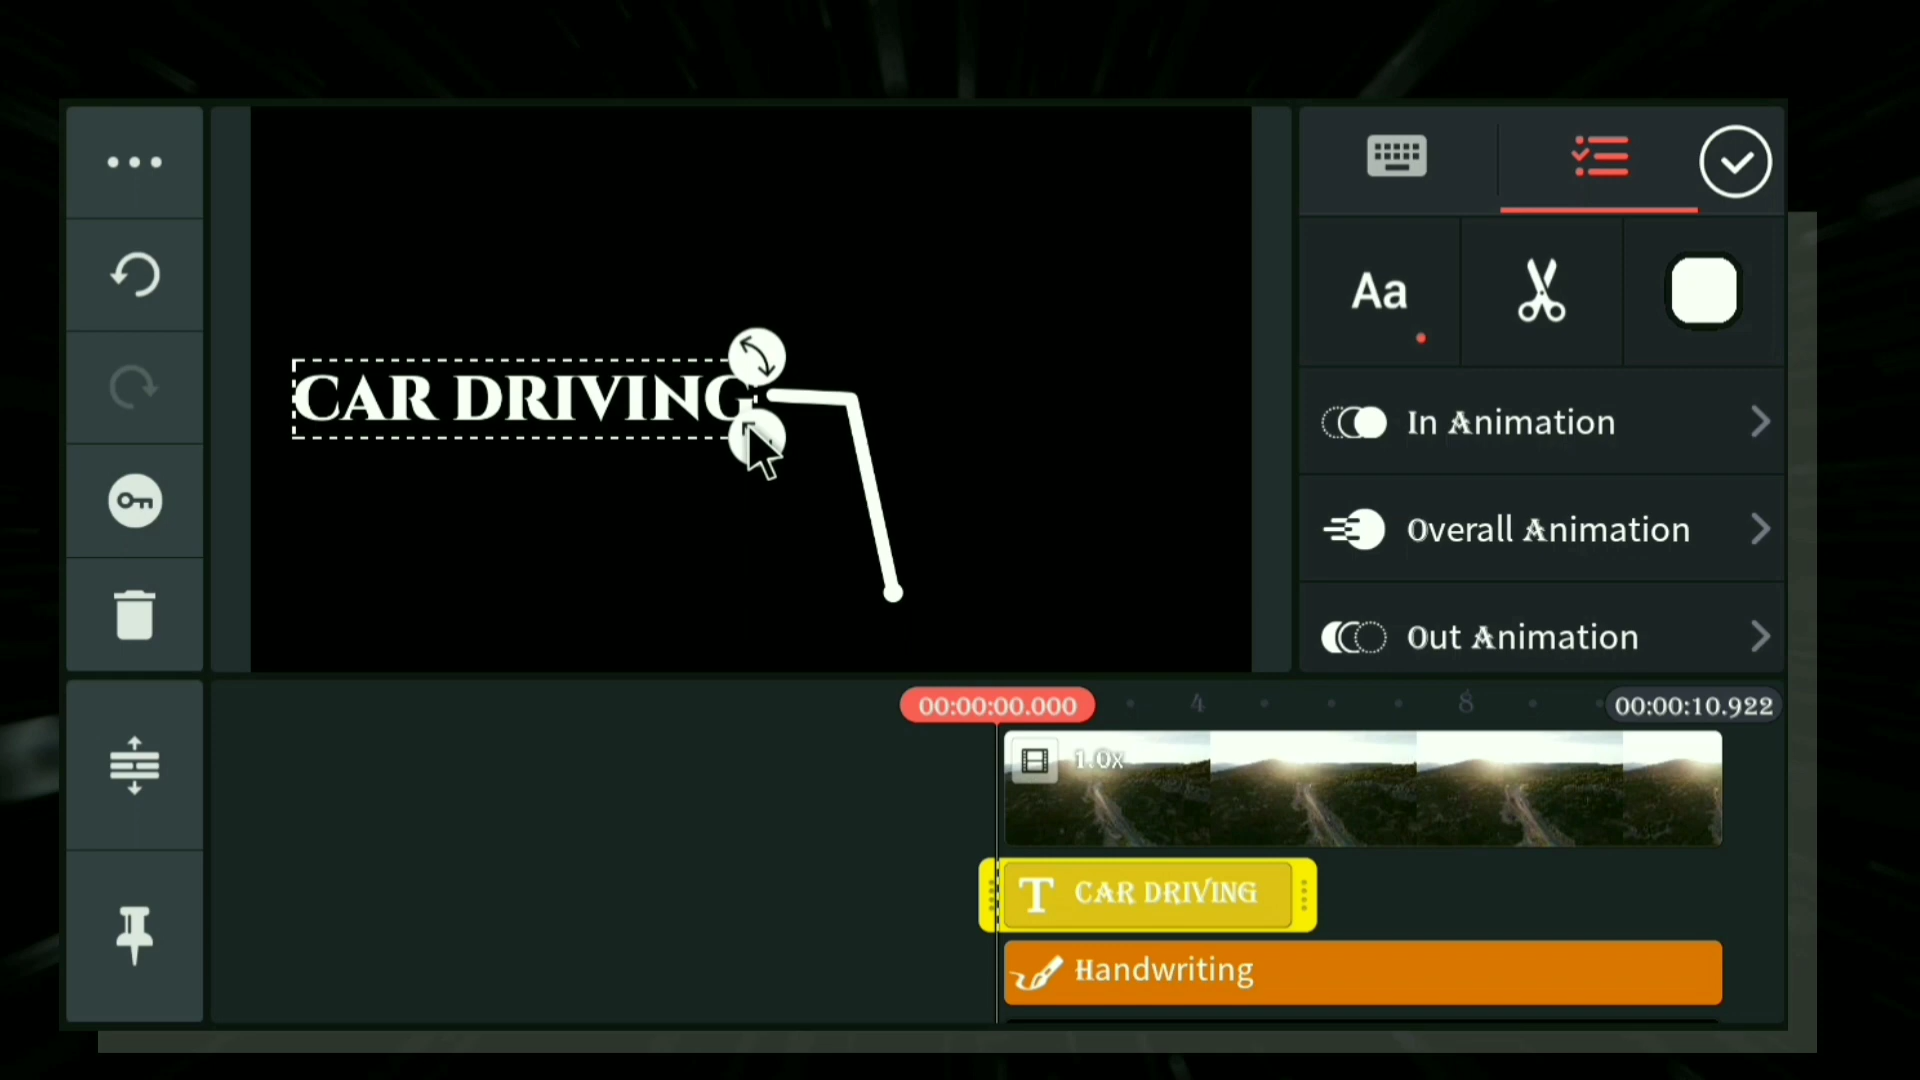 CAR DRIVING
Aa
In Animation
Overall Animation
Out Animation
00:00:00.000
4
8
00:00:10.922
1.0x
T CAR DRIVING
Handwriting